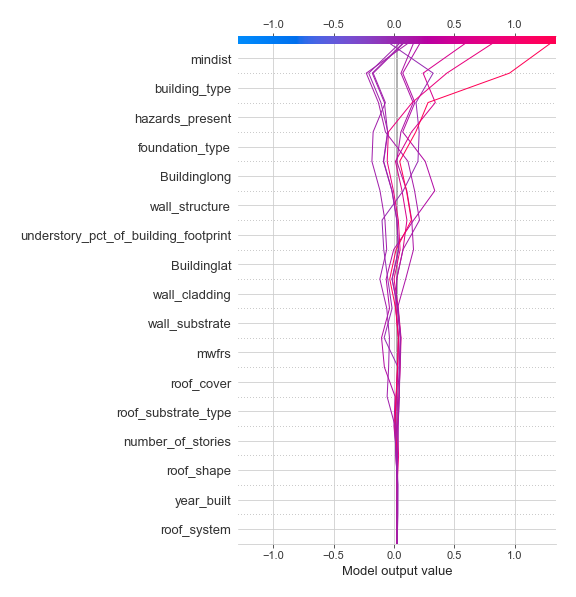 −1.0 −0.5 0.0 0.5 1.0
mindist
building_type
hazards_present
foundation_type
Buildinglong
wall_structure
understory_pct_of_building_footprint
Buildinglat
wall_cladding
wall_substrate
mwfrs
roof_cover
roof_substrate_type
number_of_stories
roof_shape
year_built
roof_system
−1.0 −0.5 0.0 0.5 1.0
Model output value